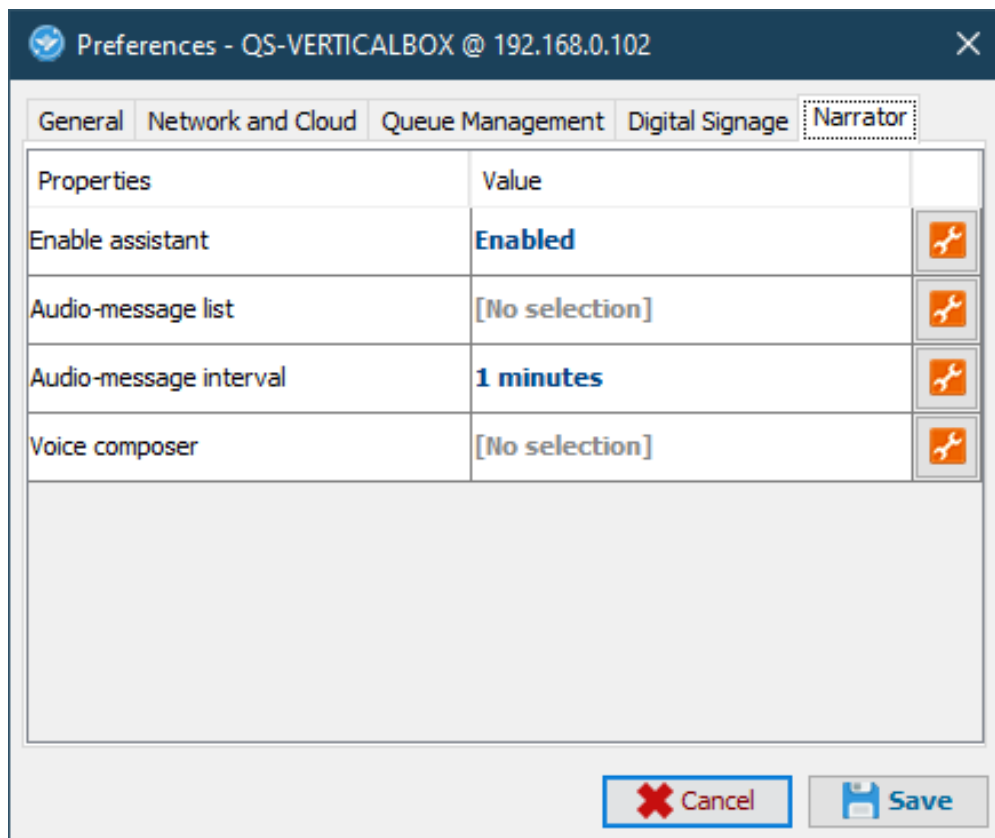 Preferences - QS-VERTICALBOX @ 192.168.0.102
General Network and Cloud Queue Management Digital Signage Narrator
Properties Value
Enable assistant Enabled
Audio-message list [No selection]
Audio-message interval 1 minutes
Voice composer [No selection]
Cancel Save